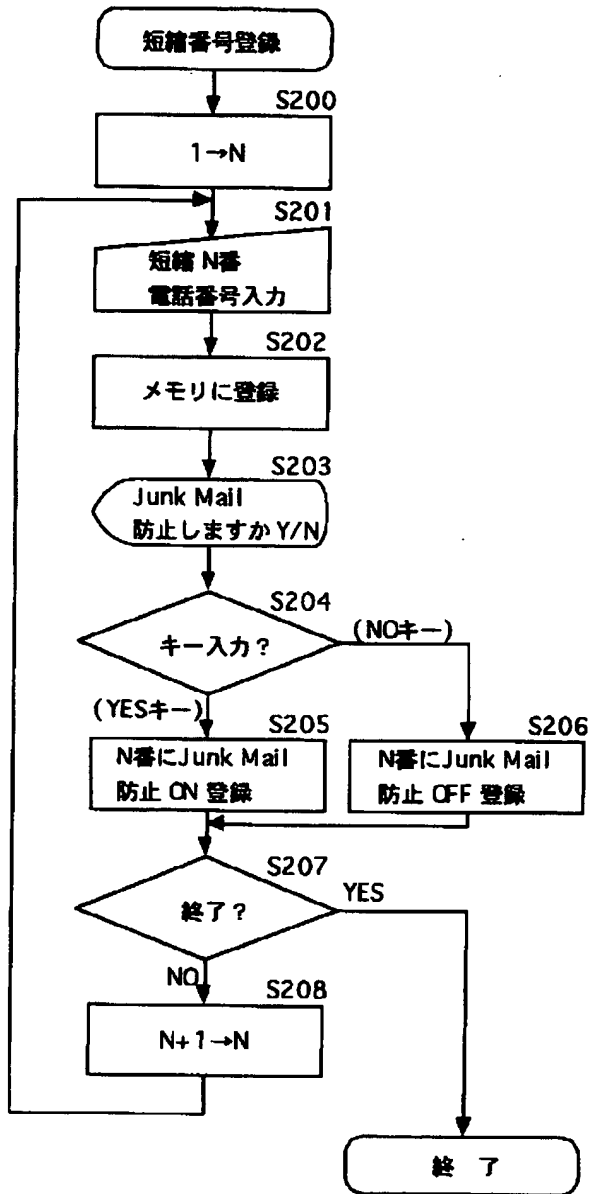 短縮番号登録
S200
1→N
S201
短縮 N番
電話番号入力
S202
メモリに登録
S203
Junk Mail
防止しますか Y/N
S204
キー入力？
(NOキー)
(YESキー)
S205
N番にJunk Mail
防止 ON 登録
S206
N番にJunk Mail
防止 OFF 登録
S207
終了？
YES
NO
S208
N+1→N
終 了